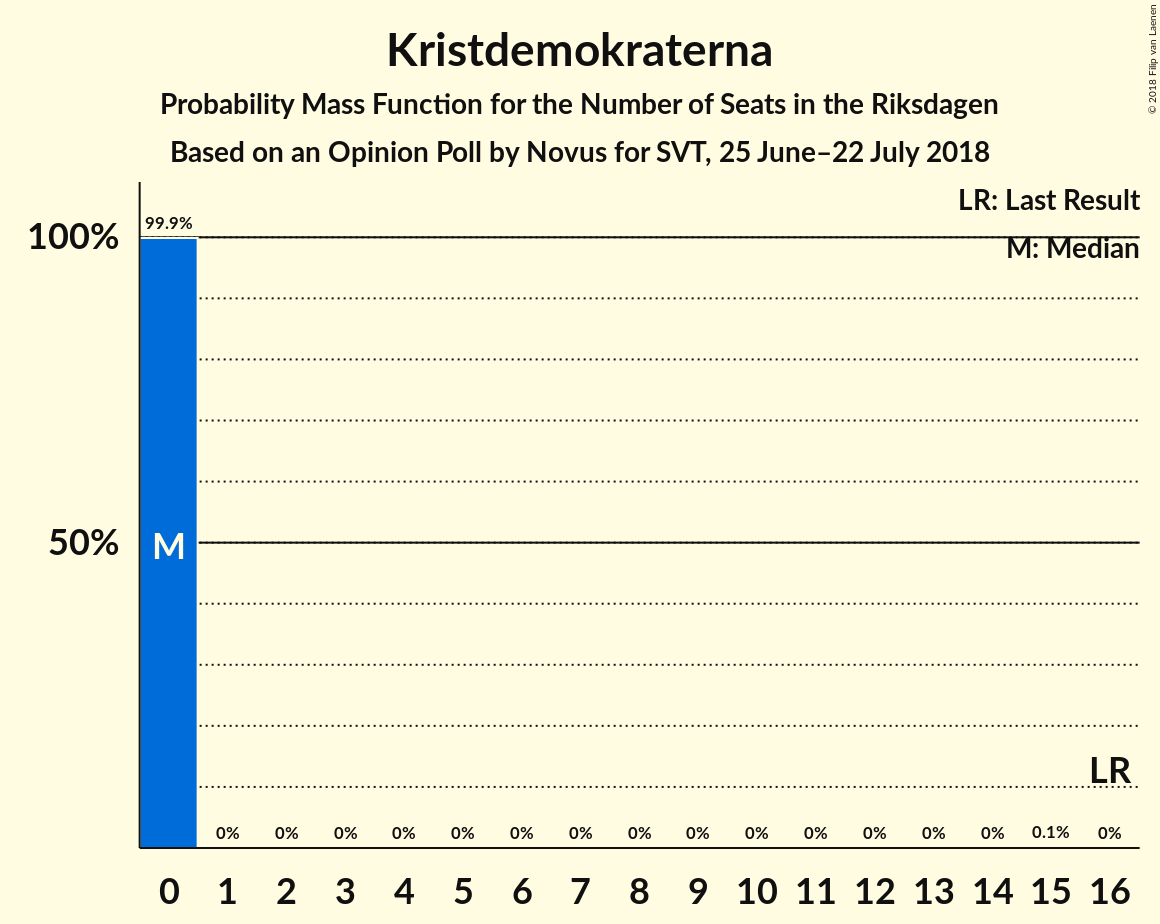 Kristdemokraterna
Probability Mass Function for the Number of Seats in the Riksdagen
Based on an Opinion Poll by Novus for SVT, 25 June–22 July 2018
© 2018 Filip van Laenen
LR: Last Result
M: Median
99.9%
100%
50%
M
LR
0% 0% 0% 0% 0% 0% 0% 0% 0% 0% 0% 0% 0% 0% 0.1% 0%
0 1 2 3 4 5 6 7 8 9 10 11 12 13 14 15 16